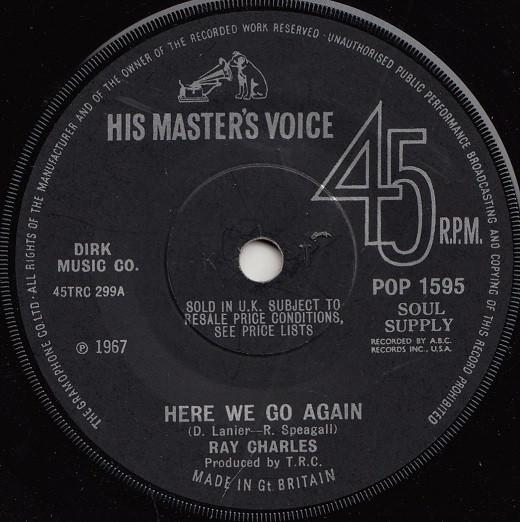 THE GRAMOPHONE CO. LTD · ALL RIGHTS OF THE MANUFACTURER AND OF THE OWNER OF THE RECORDED WORK RESERVED · UNAUTHORISED PUBLIC PERFORMANCE BROADCASTING AND COPYING OF THIS RECORD PROHIBITED
HIS MASTER'S VOICE
45 R.P.M.
DIRK
MUSIC CO.
45TRC 299A
POP 1595
SOUL
SUPPLY
RECORDED BY A.B.C.
RECORDS INC., U.S.A.
SOLD IN U.K. SUBJECT TO
RESALE PRICE CONDITIONS,
SEE PRICE LISTS
℗ 1967
HERE WE GO AGAIN
(D. Lanier—R. Speagall)
RAY CHARLES
Produced by T.R.C.
MADE IN Gt. BRITAIN